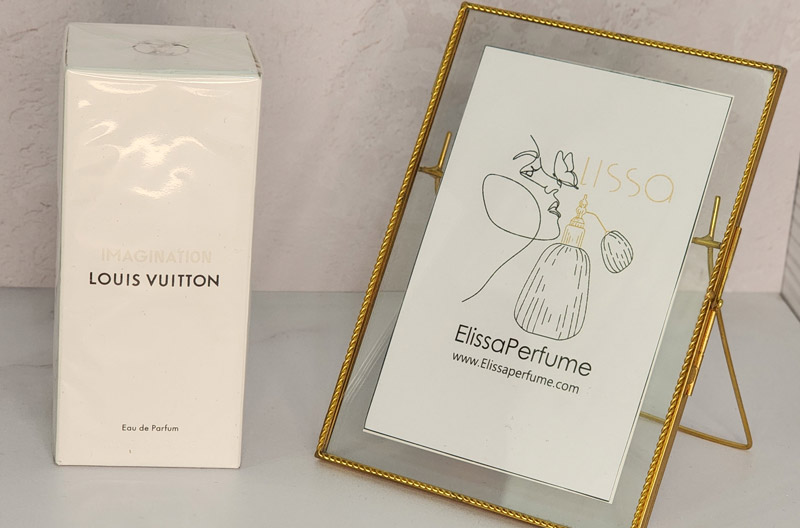 IMAGINATION
LOUIS VUITTON
Eau de Parfum
LISSA
ElissaPerfume
www.Elissaperfume.com